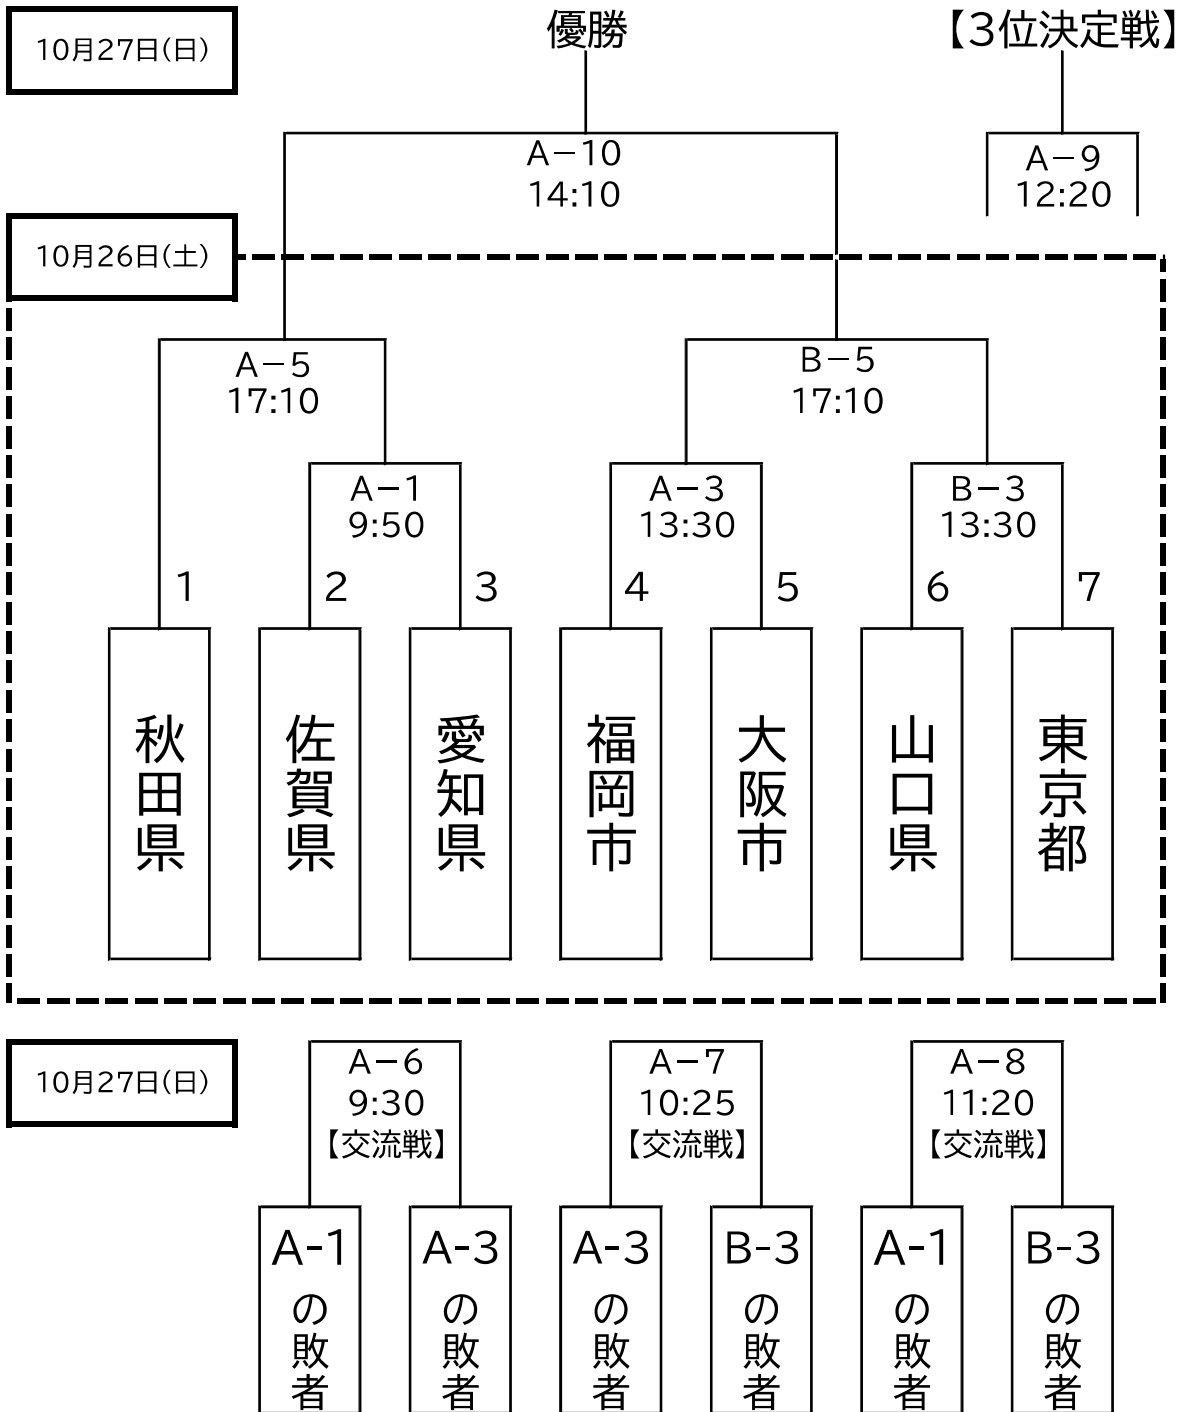 10月27日(日)
優勝
【3位決定戦】
A－10
14:10
A－9
12:20
10月26日(土)
A－5
17:10
B－5
17:10
A－1
9:50
A－3
13:30
B－3
13:30
1
2
3
4
5
6
7
秋田県
佐賀県
愛知県
福岡市
大阪市
山口県
東京都
10月27日(日)
A－6
9:30
【交流戦】
A－7
10:25
【交流戦】
A－8
11:20
【交流戦】
A-1の敗者
A-3の敗者
A-3の敗者
B-3の敗者
A-1の敗者
B-3の敗者